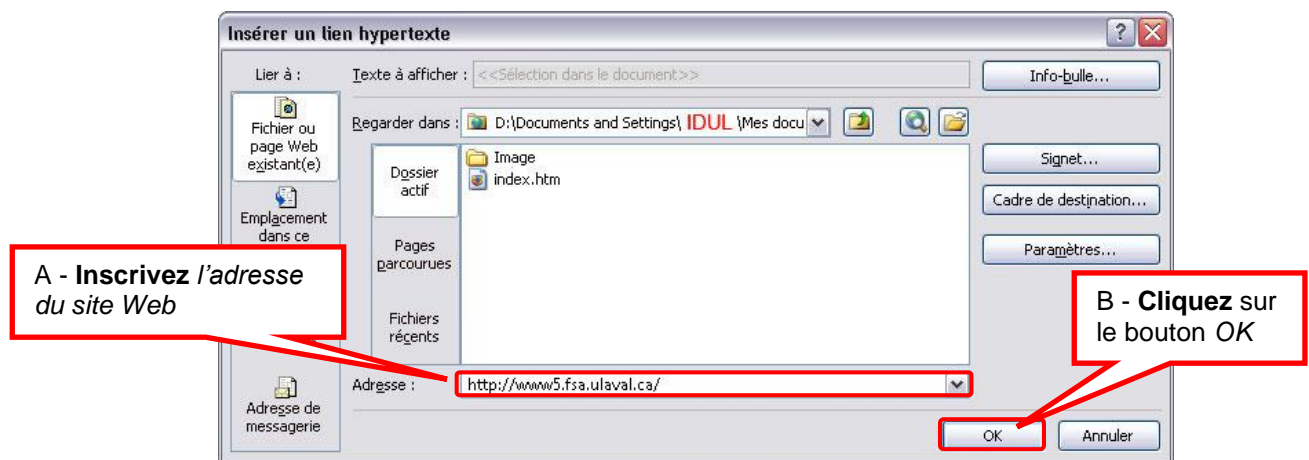 Insérer un lien hypertexte
Lier à :
Texte à afficher : <<Sélection dans le document>>
Info-bulle...
Fichier ou
page Web
existant(e)
Regarder dans : D:\Documents and Settings\ IDUL \Mes docu
Dossier
actif
Image
index.htm
Signet...
Cadre de destination...
Emplacement
dans ce
Pages
parcourues
Paramètres...
A - Inscrivez l’adresse
du site Web
B - Cliquez sur
le bouton OK
Fichiers
récents
Adresse : http://www5.fsa.ulaval.ca/
Adresse de
messagerie
OK
Annuler